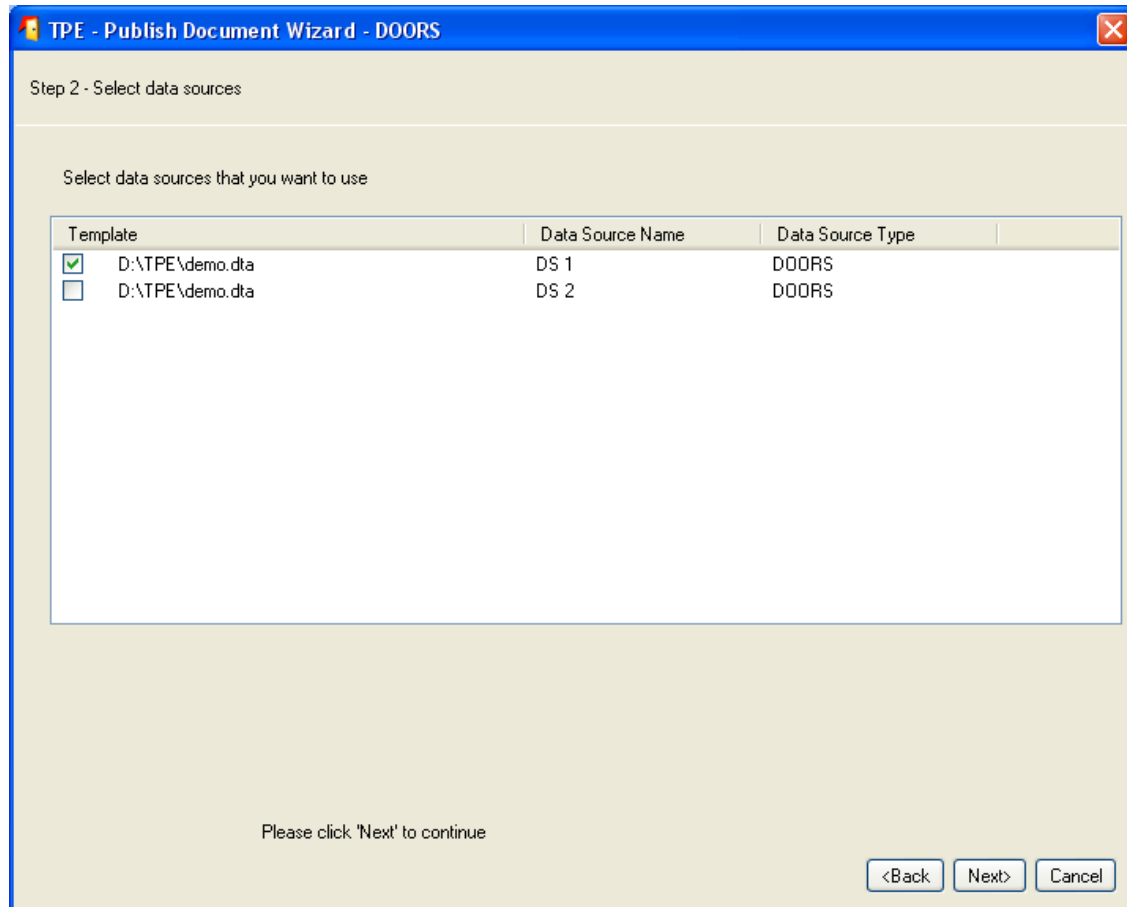 TPE - Publish Document Wizard - DOORS
Step 2 - Select data sources
Select data sources that you want to use
Template Data Source Name Data Source Type
D:\TPE\demo.dta DS 1 DOORS
D:\TPE\demo.dta DS 2 DOORS
Please click 'Next' to continue
<Back Next> Cancel